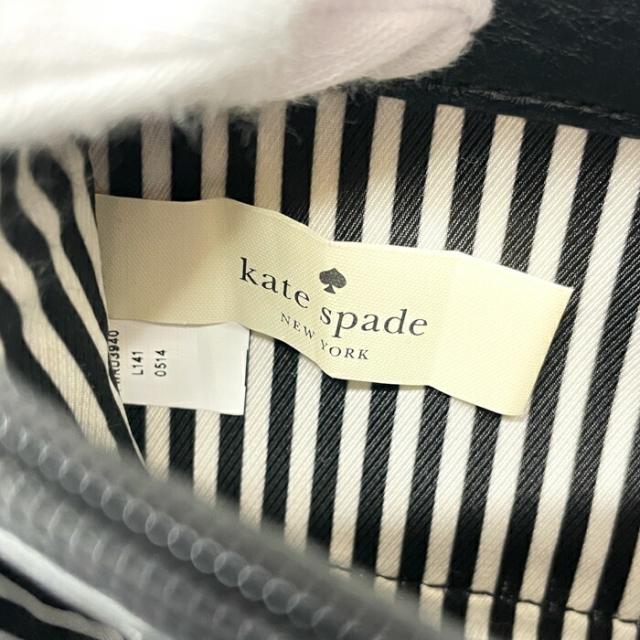 kate spade
NEW YORK
L141
0514